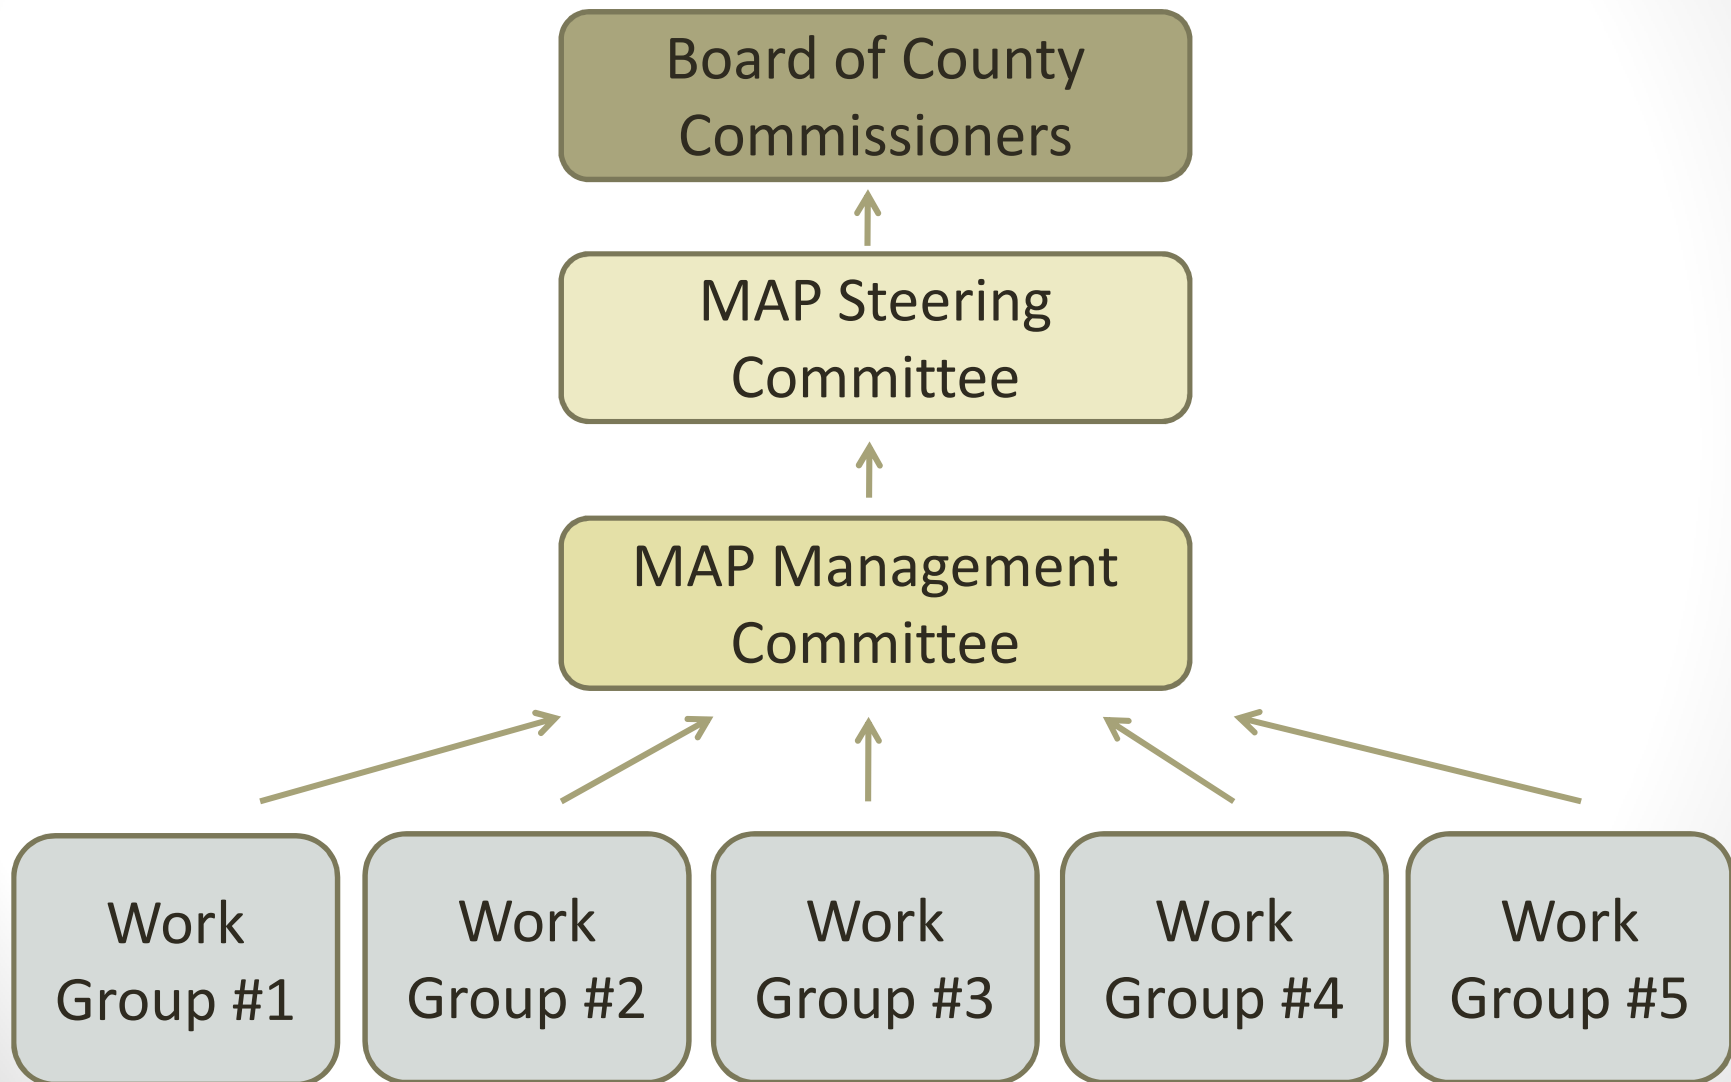 Board of County
Commissioners
MAP Steering
Committee
MAP Management
Committee
Work
Group #1
Work
Group #2
Work
Group #3
Work
Group #4
Work
Group #5